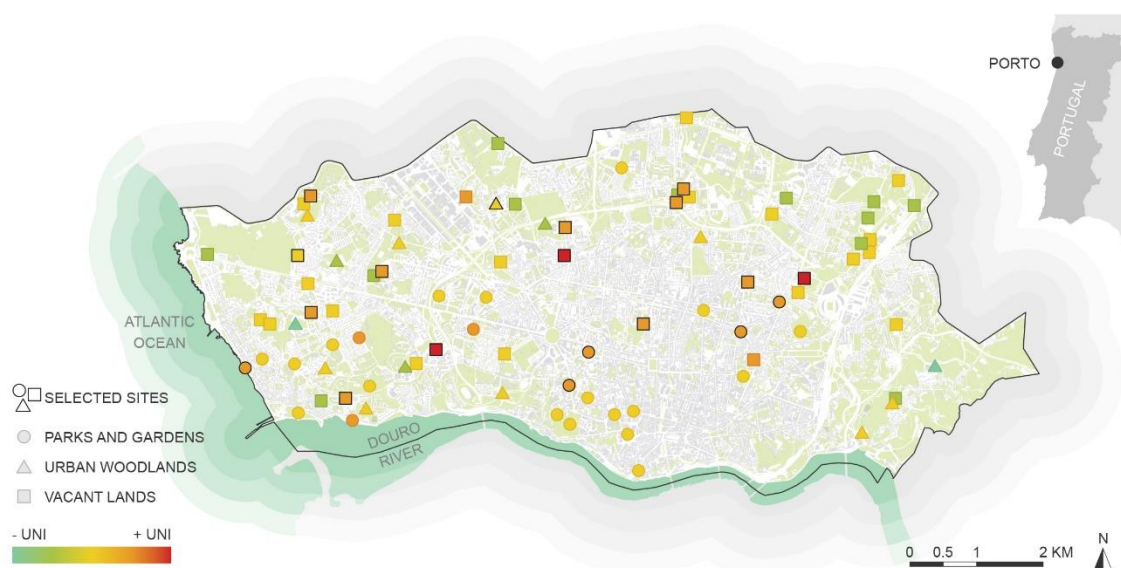 PORTO
PORTUGAL
ATLANTIC
OCEAN
DOURO
RIVER
SELECTED SITES
PARKS AND GARDENS
URBAN WOODLANDS
VACANT LANDS
- UNI + UNI
0 0.5 1 2 KM
N